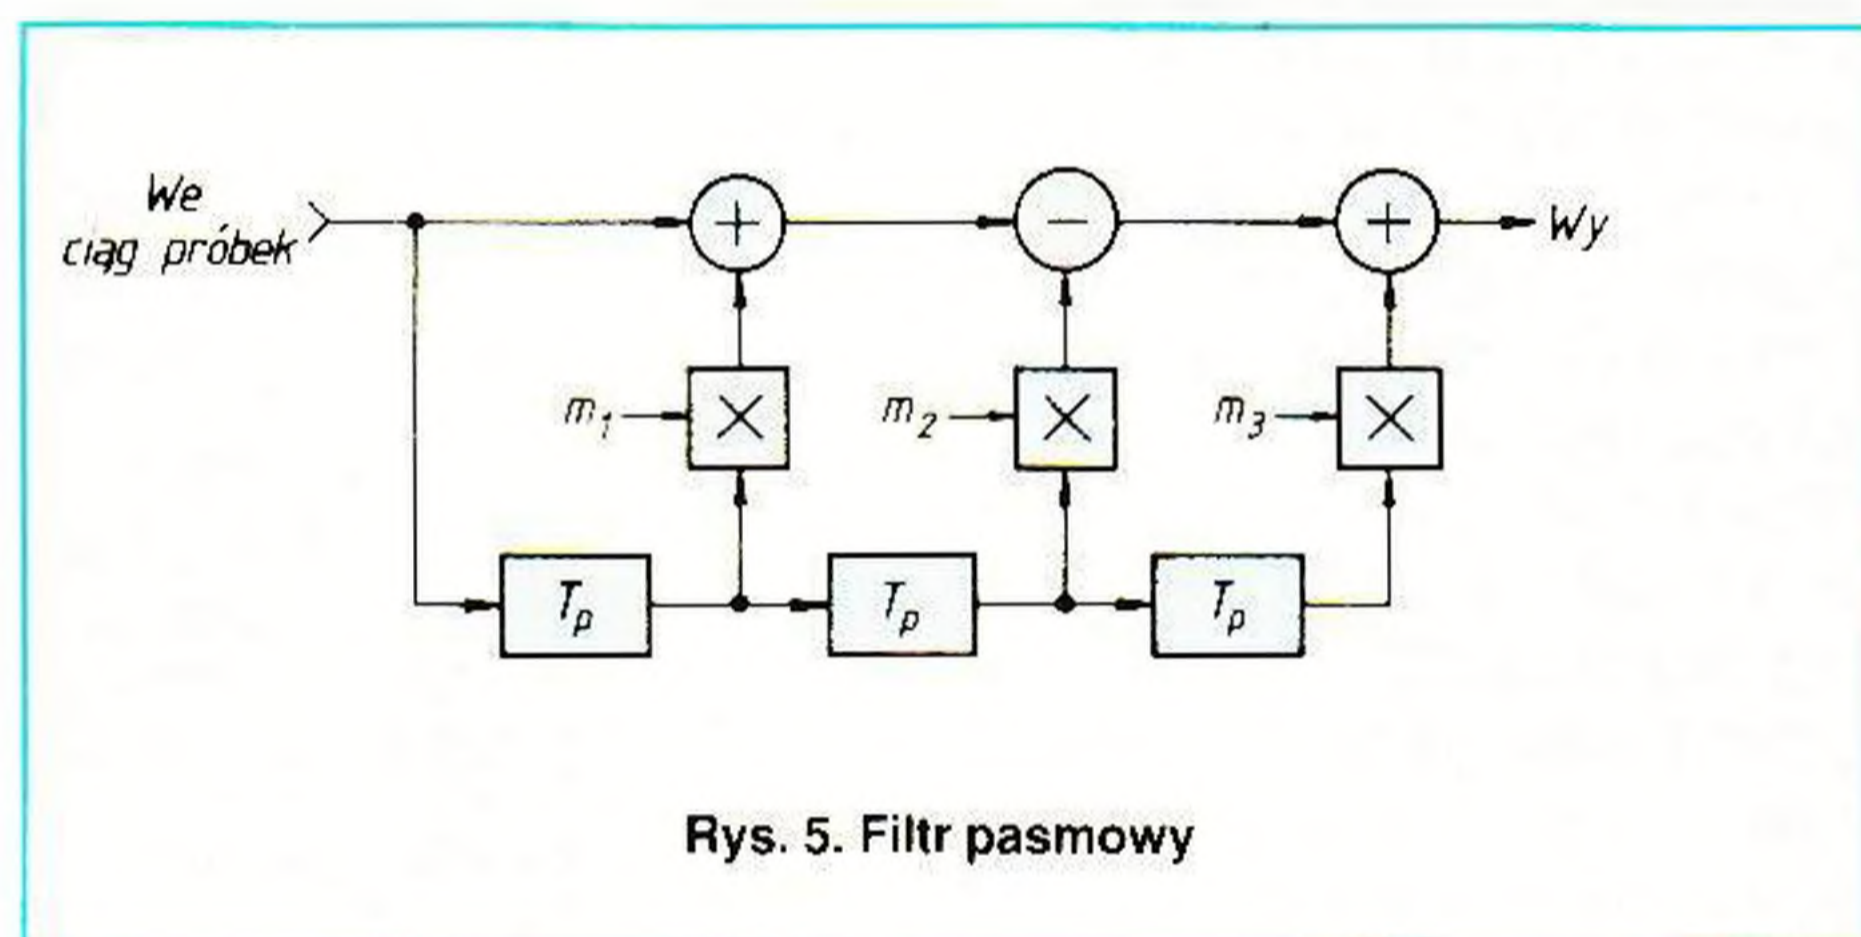 We
ciąg próbek
+
−
+
Wy
m₁
×
m₂
×
m₃
×
Tₚ
Tₚ
Tₚ
Rys. 5. Filtr pasmowy